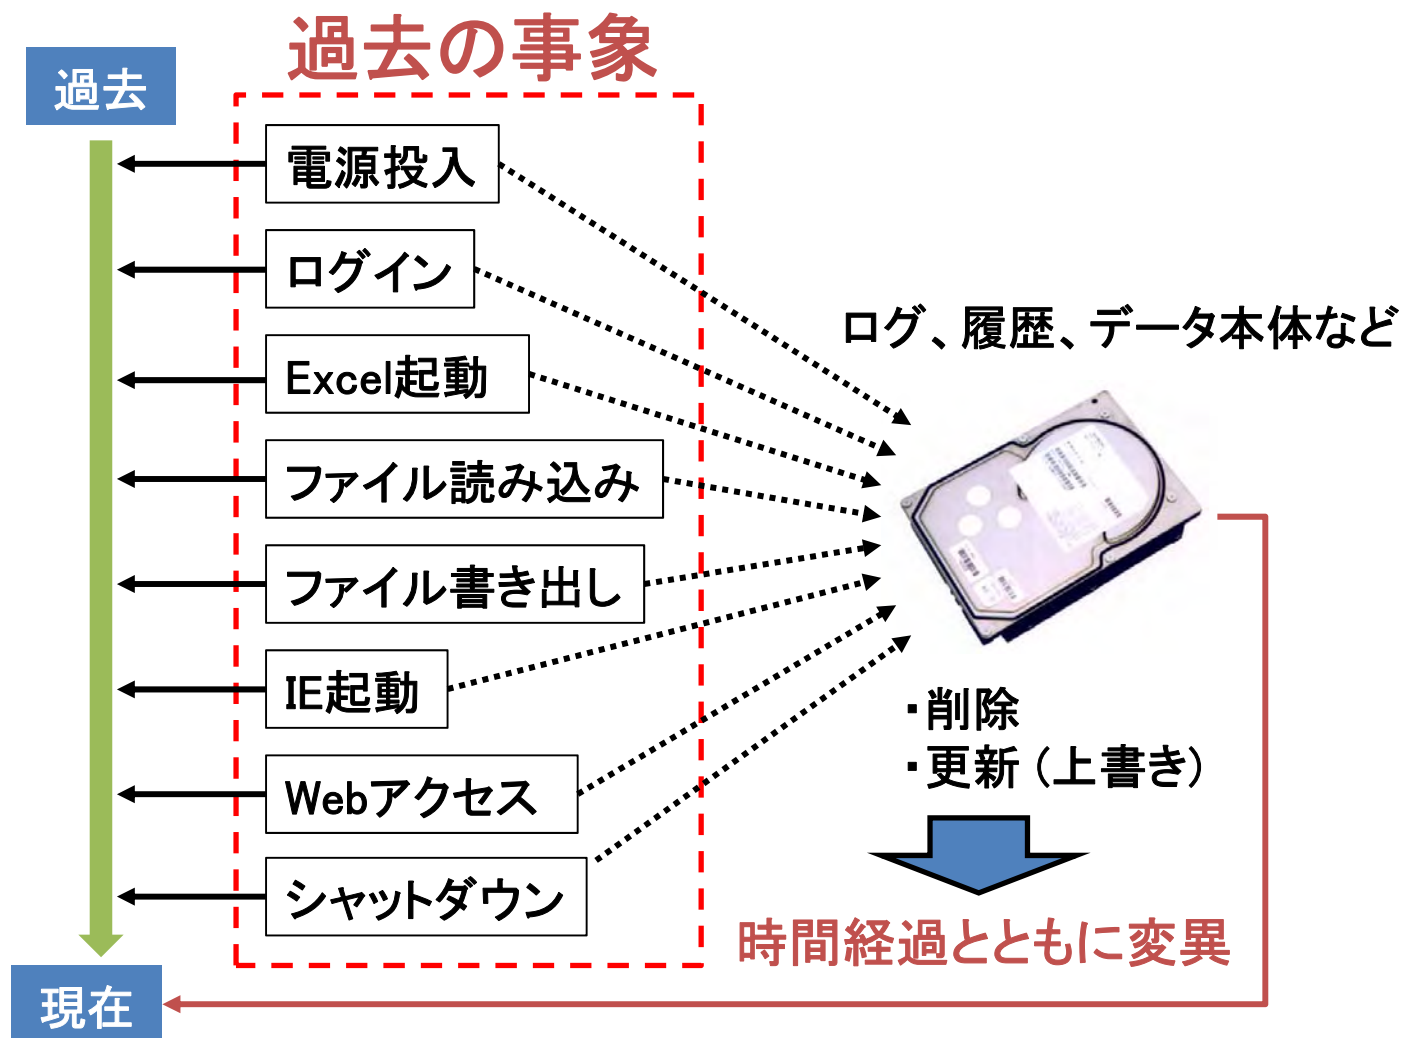 過去の事象
過去
電源投入
ログイン
Excel起動
ファイル読み込み
ファイル書き出し
IE起動
Webアクセス
シャットダウン
現在
ログ、履歴、データ本体など
・削除
・更新（上書き）
時間経過とともに変異